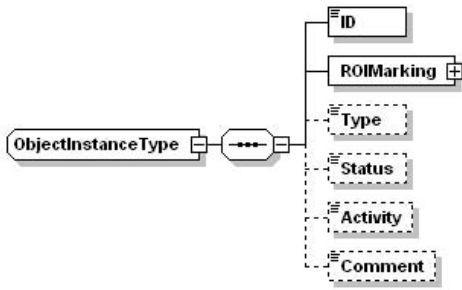 ID
ROIMarking
Type
ObjectInstanceType
Status
Activity
Comment